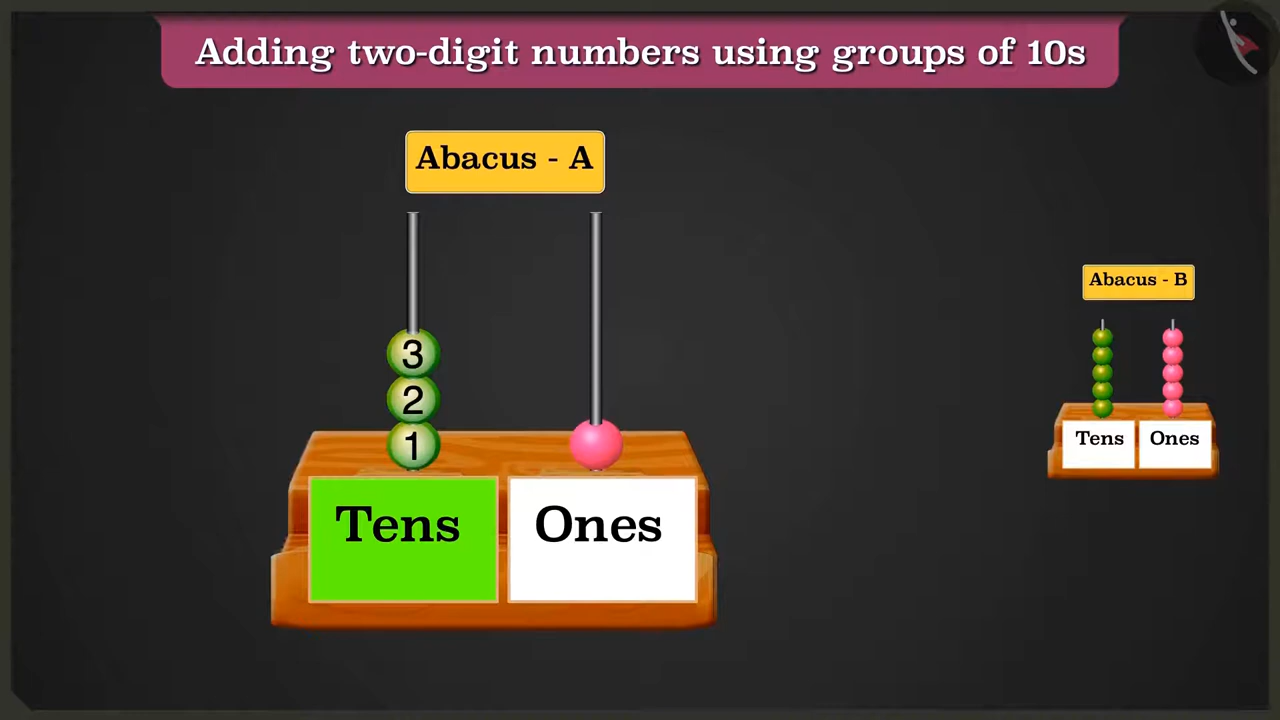 Adding two-digit numbers using groups of 10s
Abacus - A
3
2
1
Tens Ones
Abacus - B
Tens Ones